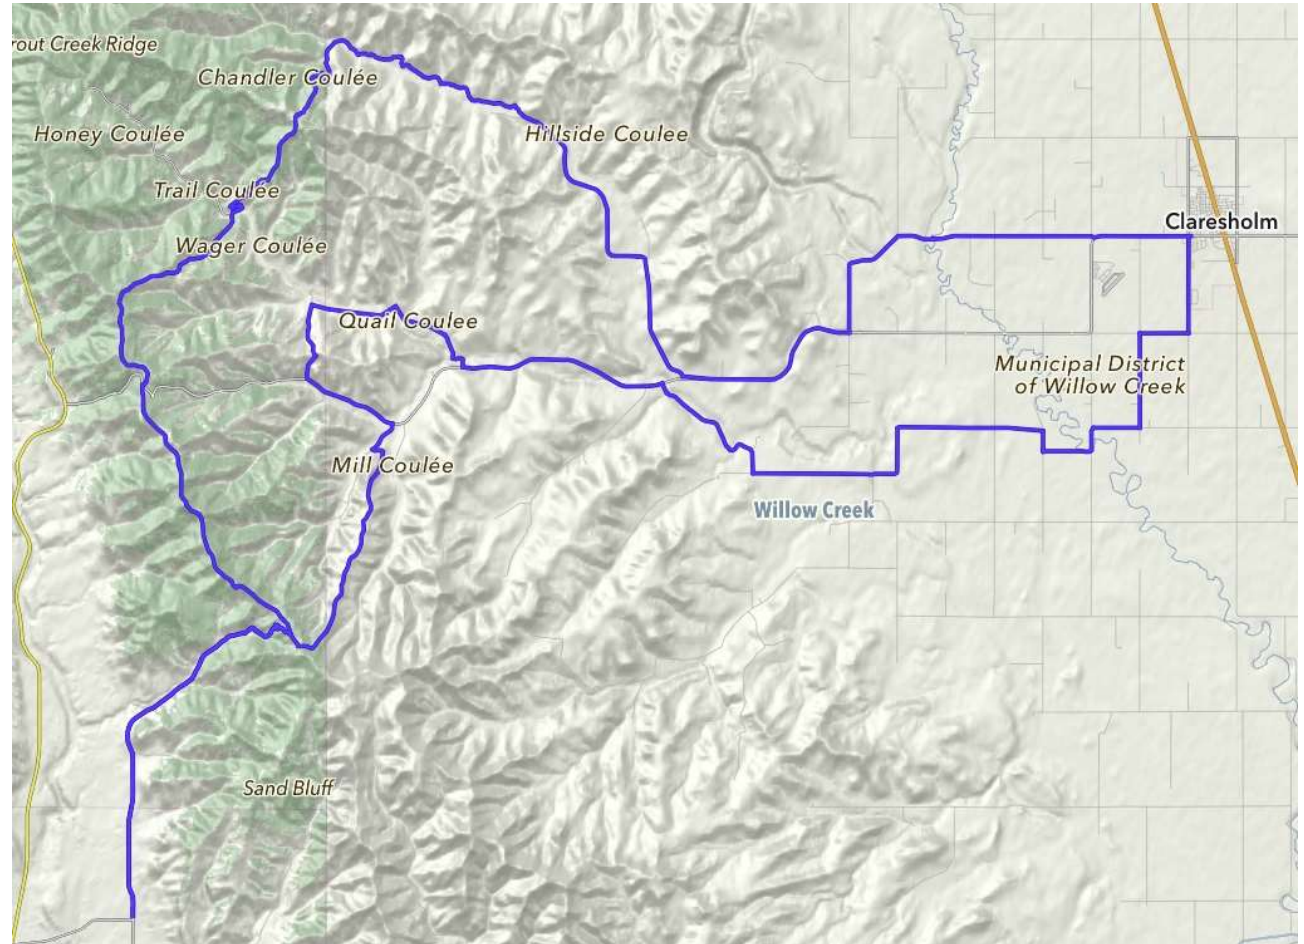 rout Creek Ridge
Chandler Coulée
Honey Coulée
Hillside Coulee
Trail Coulée
Claresholm
Wager Coulée
Quail Coulee
Municipal District
of Willow Creek
Mill Coulée
Willow Creek
Sand Bluff